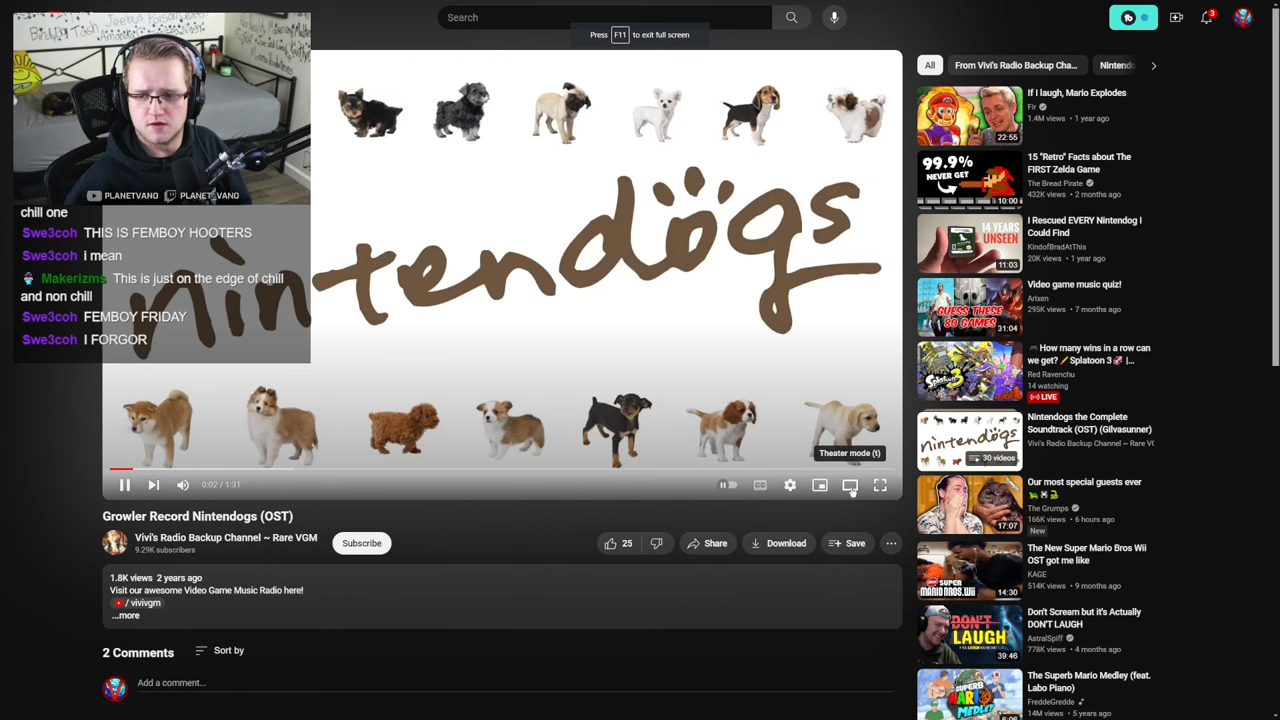 Search
Press F11 to exit full screen
3
PLANETVANO PLANET_VANO
chill one
Swe3coh THIS IS FEMBOY HOOTERS
Swe3coh i mean
Makerizms This is just on the edge of chill
and non chill
Swe3coh FEMBOY FRIDAY
Swe3coh I FORGOR
nintendogs
Theater mode (t)
0:02 / 1:31
Growler Record Nintendogs (OST)
Vivi's Radio Backup Channel ~ Rare VGM
9.29K subscribers
Subscribe
25
Share
Download
Save
1.8K views 2 years ago
Visit our awesome Video Game Music Radio here!
/ vivivgm
...more
2 Comments
Sort by
Add a comment...
All
From Vivi's Radio Backup Cha...
Nintendo
If I laugh, Mario Explodes
Fir
1.4M views • 1 year ago
22:55
15 "Retro" Facts about The
FIRST Zelda Game
The Bread Pirate
432K views • 2 months ago
99.9%
NEVER GET
10:00
I Rescued EVERY Nintendog I
Could Find
KindofBradAtThis
20K views • 1 year ago
14 YEARS
UNSEEN
11:03
Video game music quiz!
Arixen
295K views • 7 months ago
GUESS THESE
80 GAMES
31:04
How many wins in a row can
we get? Splatoon 3 |...
Red Ravenchu
14 watching
LIVE
Nintendogs the Complete
Soundtrack (OST) (Gilvasunner)
Vivi's Radio Backup Channel ~ Rare VG
nintendogs
30 videos
Our most special guests ever
The Grumps
166K views • 6 hours ago
New
17:07
The New Super Mario Bros Wii
OST got me like
KAGE
514K views • 9 months ago
14:30
Don't Scream but it's Actually
DON'T LAUGH
AstralSpiff
778K views • 4 months ago
DON'T
LAUGH
39:46
The Superb Mario Medley (feat.
Labo Piano)
FreddeGredde
14M views • 5 years ago